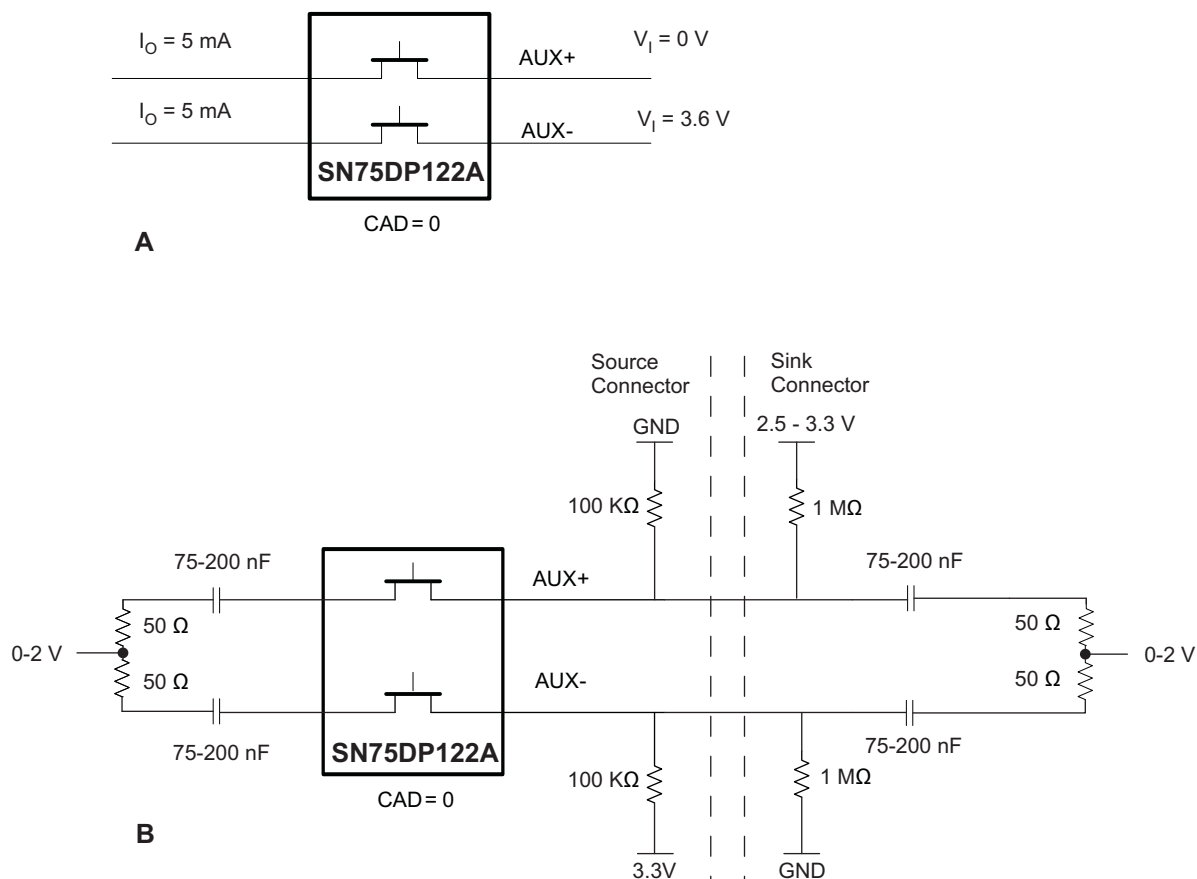 I_O = 5 mA
AUX+
V_I = 0 V
I_O = 5 mA
AUX-
V_I = 3.6 V
SN75DP122A
CAD = 0
A
Source
Connector
Sink
Connector
GND
2.5 - 3.3 V
100 KΩ
1 MΩ
75-200 nF
AUX+
75-200 nF
50 Ω
50 Ω
0-2 V
0-2 V
50 Ω
50 Ω
AUX-
75-200 nF
75-200 nF
SN75DP122A
100 KΩ
1 MΩ
CAD = 0
B
3.3V
GND